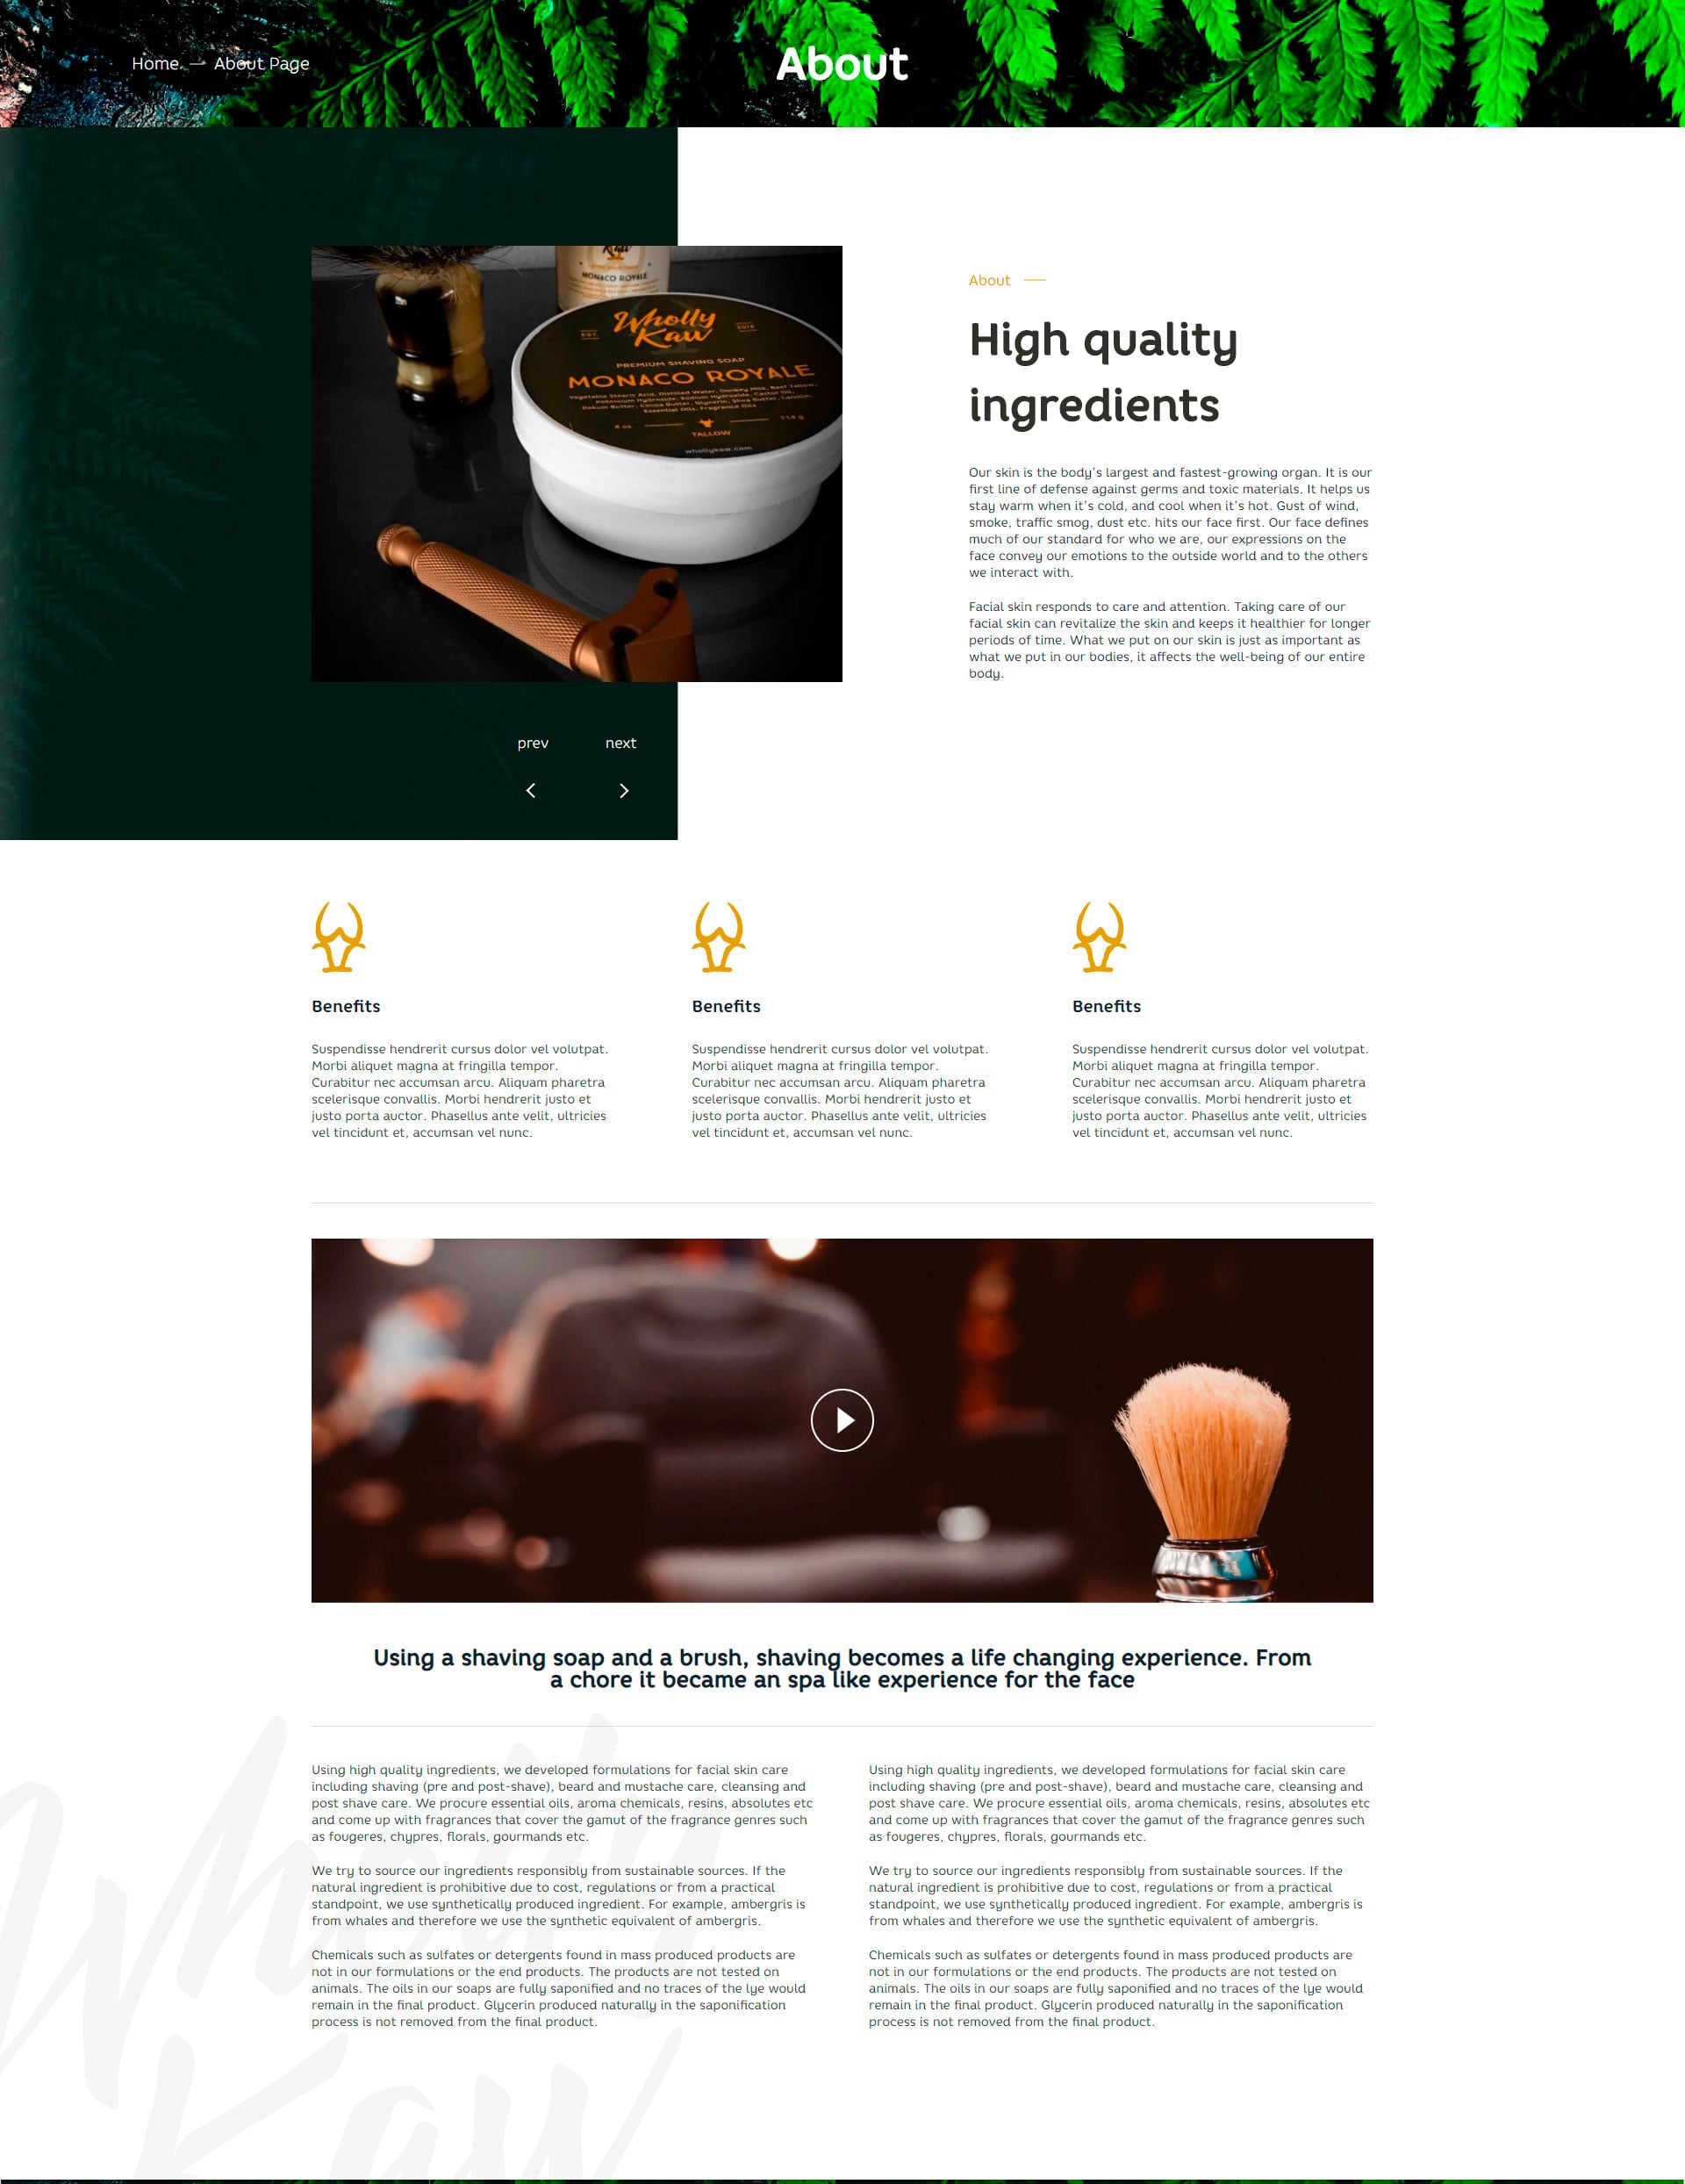 Home — About Page
About
Kaw
MONACO ROYALE
EST.
Wholly
Kaw
2014
PREMIUM SHAVING SOAP
MONACO ROYALE
Vegetable Stearic Acid, Distilled Water, Donkey Milk, Beef Tallow,
Potassium Hydroxide, Sodium Hydroxide, Castor Oil,
Kokum Butter, Cocoa Butter, Glycerin, Shea Butter, Lanolin,
Essential Oils, Fragrance Oils
4 oz
114 g
TALLOW
whollykaw.com
About
High quality
ingredients
Our skin is the body's largest and fastest-growing organ. It is our
first line of defense against germs and toxic materials. It helps us
stay warm when it's cold, and cool when it's hot. Gust of wind,
smoke, traffic smog, dust etc. hits our face first. Our face defines
much of our standard for who we are, our expressions on the
face convey our emotions to the outside world and to the others
we interact with.
Facial skin responds to care and attention. Taking care of our
facial skin can revitalize the skin and keeps it healthier for longer
periods of time. What we put on our skin is just as important as
what we put in our bodies, it affects the well-being of our entire
body.
prev next
Benefits
Suspendisse hendrerit cursus dolor vel volutpat.
Morbi aliquet magna at fringilla tempor.
Curabitur nec accumsan arcu. Aliquam pharetra
scelerisque convallis. Morbi hendrerit justo et
justo porta auctor. Phasellus ante velit, ultricies
vel tincidunt et, accumsan vel nunc.
Benefits
Suspendisse hendrerit cursus dolor vel volutpat.
Morbi aliquet magna at fringilla tempor.
Curabitur nec accumsan arcu. Aliquam pharetra
scelerisque convallis. Morbi hendrerit justo et
justo porta auctor. Phasellus ante velit, ultricies
vel tincidunt et, accumsan vel nunc.
Benefits
Suspendisse hendrerit cursus dolor vel volutpat.
Morbi aliquet magna at fringilla tempor.
Curabitur nec accumsan arcu. Aliquam pharetra
scelerisque convallis. Morbi hendrerit justo et
justo porta auctor. Phasellus ante velit, ultricies
vel tincidunt et, accumsan vel nunc.
Using a shaving soap and a brush, shaving becomes a life changing experience. From
a chore it became an spa like experience for the face
Using high quality ingredients, we developed formulations for facial skin care
including shaving (pre and post-shave), beard and mustache care, cleansing and
post shave care. We procure essential oils, aroma chemicals, resins, absolutes etc
and come up with fragrances that cover the gamut of the fragrance genres such
as fougeres, chypres, florals, gourmands etc.
We try to source our ingredients responsibly from sustainable sources. If the
natural ingredient is prohibitive due to cost, regulations or from a practical
standpoint, we use synthetically produced ingredient. For example, ambergris is
from whales and therefore we use the synthetic equivalent of ambergris.
Chemicals such as sulfates or detergents found in mass produced products are
not in our formulations or the end products. The products are not tested on
animals. The oils in our soaps are fully saponified and no traces of the lye would
remain in the final product. Glycerin produced naturally in the saponification
process is not removed from the final product.
Using high quality ingredients, we developed formulations for facial skin care
including shaving (pre and post-shave), beard and mustache care, cleansing and
post shave care. We procure essential oils, aroma chemicals, resins, absolutes etc
and come up with fragrances that cover the gamut of the fragrance genres such
as fougeres, chypres, florals, gourmands etc.
We try to source our ingredients responsibly from sustainable sources. If the
natural ingredient is prohibitive due to cost, regulations or from a practical
standpoint, we use synthetically produced ingredient. For example, ambergris is
from whales and therefore we use the synthetic equivalent of ambergris.
Chemicals such as sulfates or detergents found in mass produced products are
not in our formulations or the end products. The products are not tested on
animals. The oils in our soaps are fully saponified and no traces of the lye would
remain in the final product. Glycerin produced naturally in the saponification
process is not removed from the final product.
Wholly
Kaw